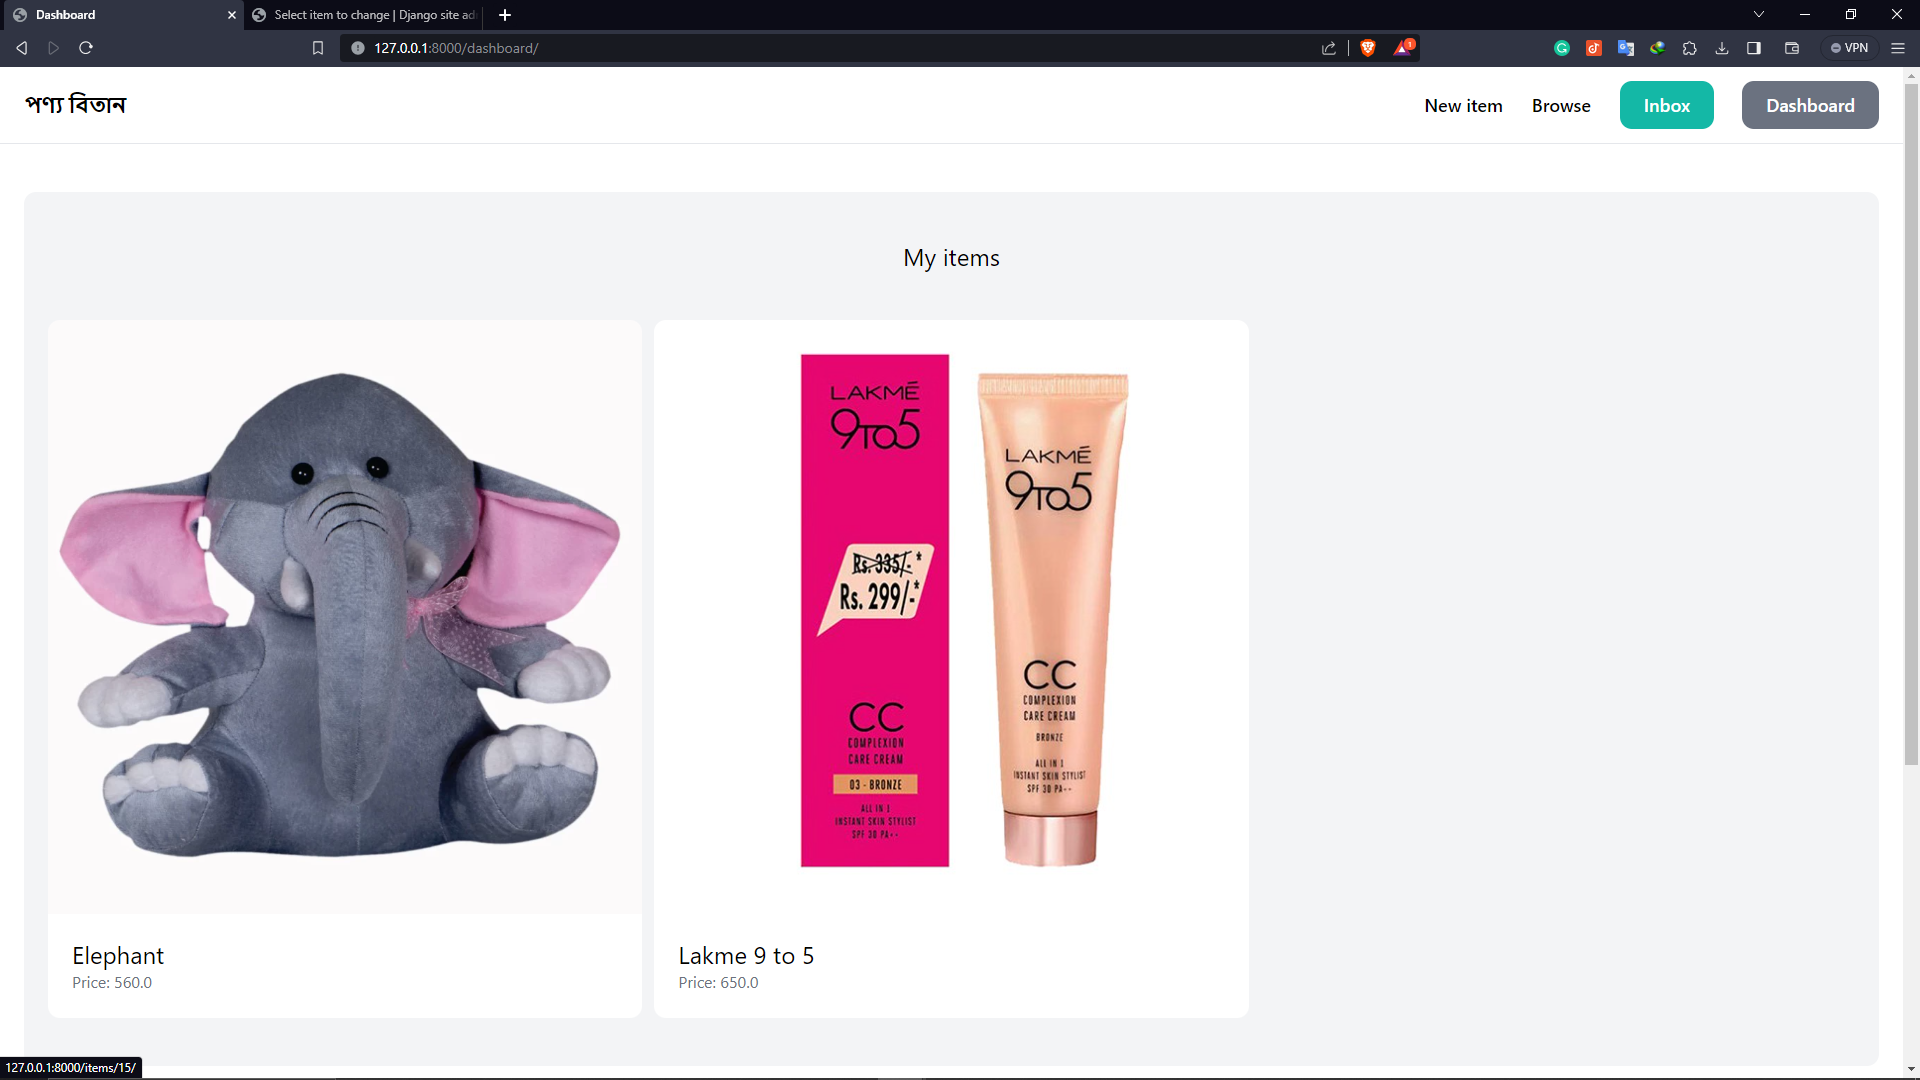 Dashboard
Select item to change | Django site ad
127.0.0.1:8000/dashboard/
1
VPN
পণ্য বিতান
New item
Browse
Inbox
Dashboard
My items
LAKMÉ
9TO5
Rs. 335/-*
Rs. 299/-*
CC
COMPLEXION
CARE CREAM
03 - BRONZE
ALL IN 1
INSTANT SKIN STYLIST
SPF 30 PA++
LAKMÉ
9TO5
CC
COMPLEXION
CARE CREAM
BRONZE
ALL IN 1
INSTANT SKIN STYLIST
SPF 30 PA++
Elephant
Price: 560.0
Lakme 9 to 5
Price: 650.0
127.0.0.1:8000/items/15/